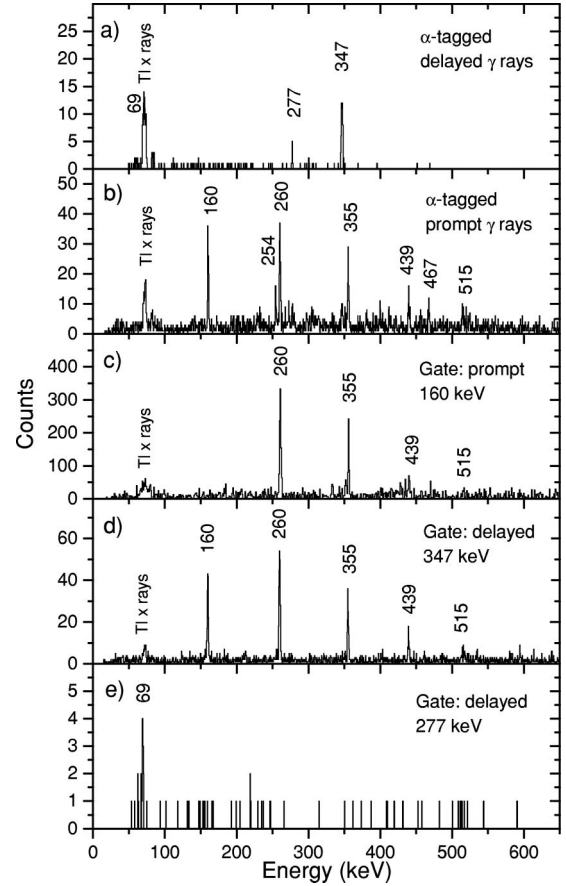 a)
α-tagged
delayed γ rays
69
Tl x rays
277
347
25
20
15
10
5
0
b)
α-tagged
prompt γ rays
Tl x rays
160
254
260
355
439
467
515
50
40
30
20
10
0
c)
Gate: prompt
160 keV
Tl x rays
260
355
439
515
400
300
200
100
0
Counts
d)
Gate: delayed
347 keV
Tl x rays
160
260
355
439
515
60
40
20
0
e)
Gate: delayed
277 keV
69
5
4
3
2
1
0
0 100 200 300 400 500 600
Energy (keV)